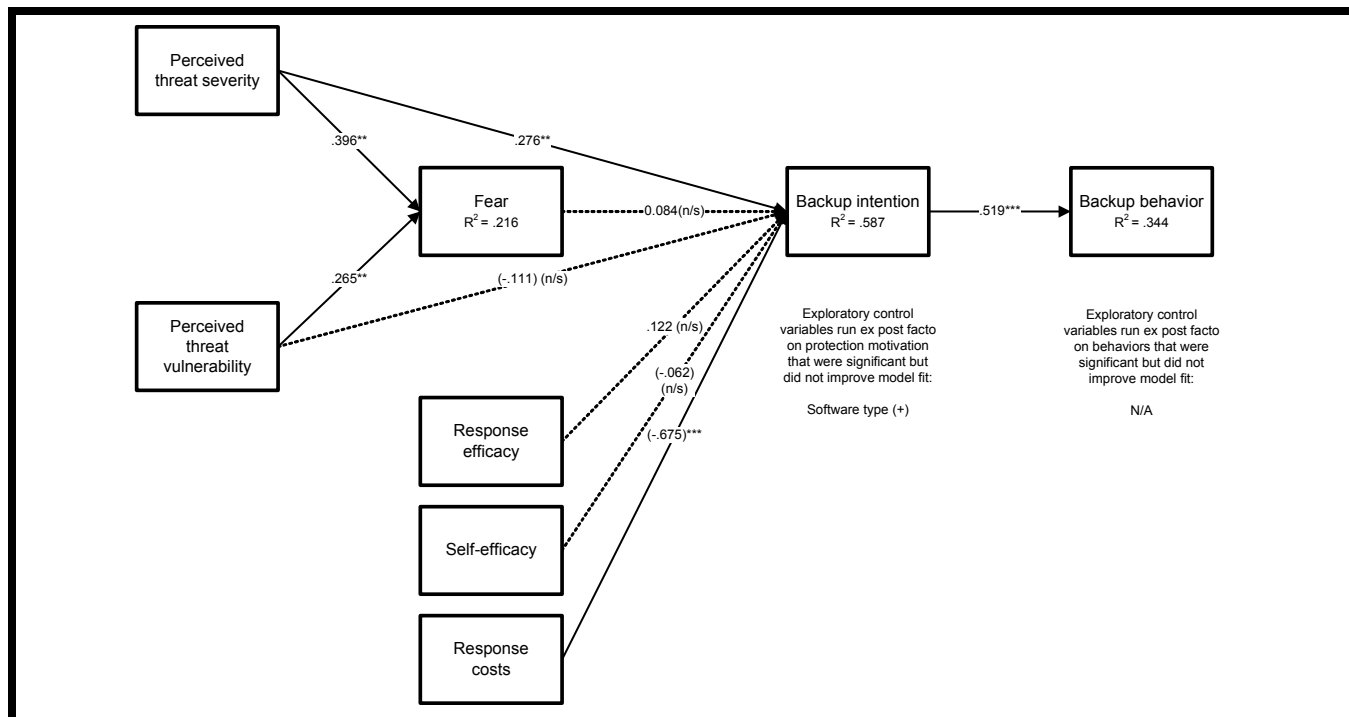 Perceived
threat severity
.396**
.276**
Fear
R² = .216
0.084(n/s)
Backup intention
R² = .587
.519***
Backup behavior
R² = .344
.265**
(-.111) (n/s)
Perceived
threat
vulnerability
.122 (n/s)
(-.062)
(n/s)
(-.675)***
Response
efficacy
Self-efficacy
Response
costs
Exploratory control
variables run ex post facto
on protection motivation
that were significant but
did not improve model fit:
Software type (+)
Exploratory control
variables run ex post facto
on behaviors that were
significant but did not
improve model fit:
N/A